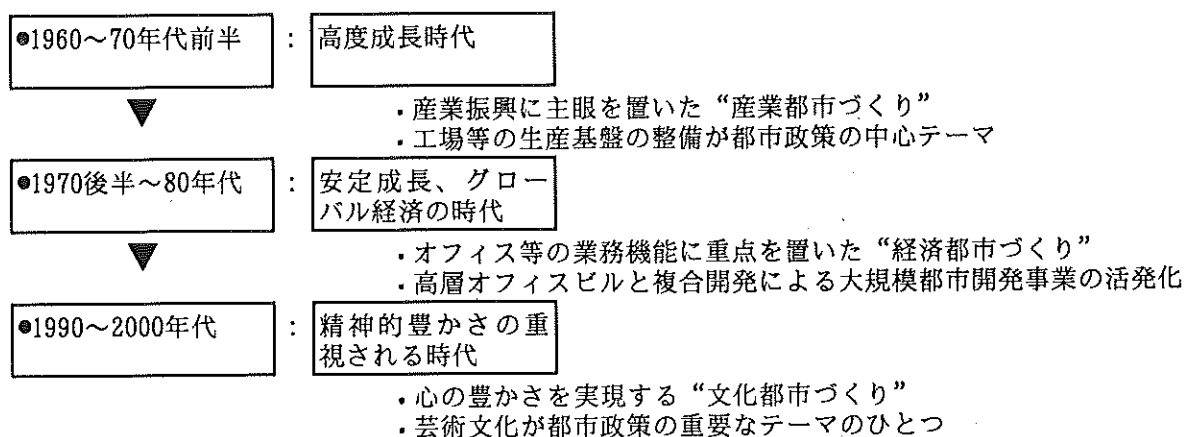 ●1960～70年代前半 : 高度成長時代
・産業振興に主眼を置いた“産業都市づくり”
・工場等の生産基盤の整備が都市政策の中心テーマ
●1970後半～80年代 : 安定成長、グロー
バル経済の時代
・オフィス等の業務機能に重点を置いた“経済都市づくり”
・高層オフィスビルと複合開発による大規模都市開発事業の活発化
●1990～2000年代 : 精神的豊かさの重
視される時代
・心の豊かさを実現する“文化都市づくり”
・芸術文化が都市政策の重要なテーマのひとつ